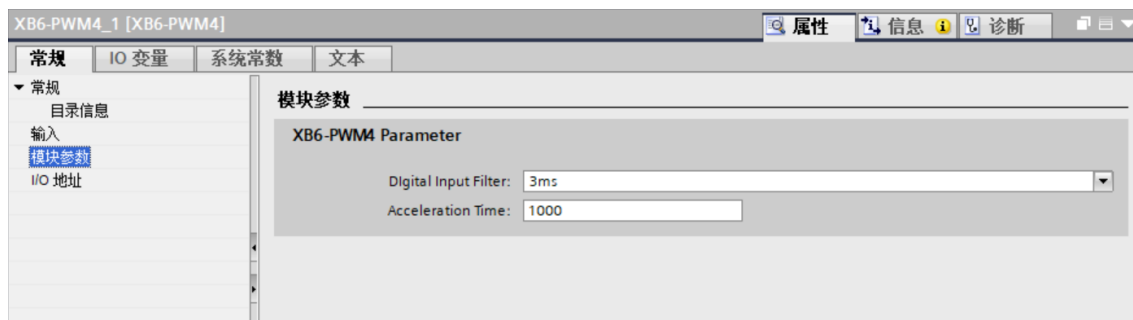 XB6-PWM4_1 [XB6-PWM4]
属性
信息
诊断
常规
IO 变量
系统常数
文本
常规
目录信息
输入
模块参数
I/O 地址
模块参数
XB6-PWM4 Parameter
DIgital Input Filter: 3ms
Acceleration Time: 1000